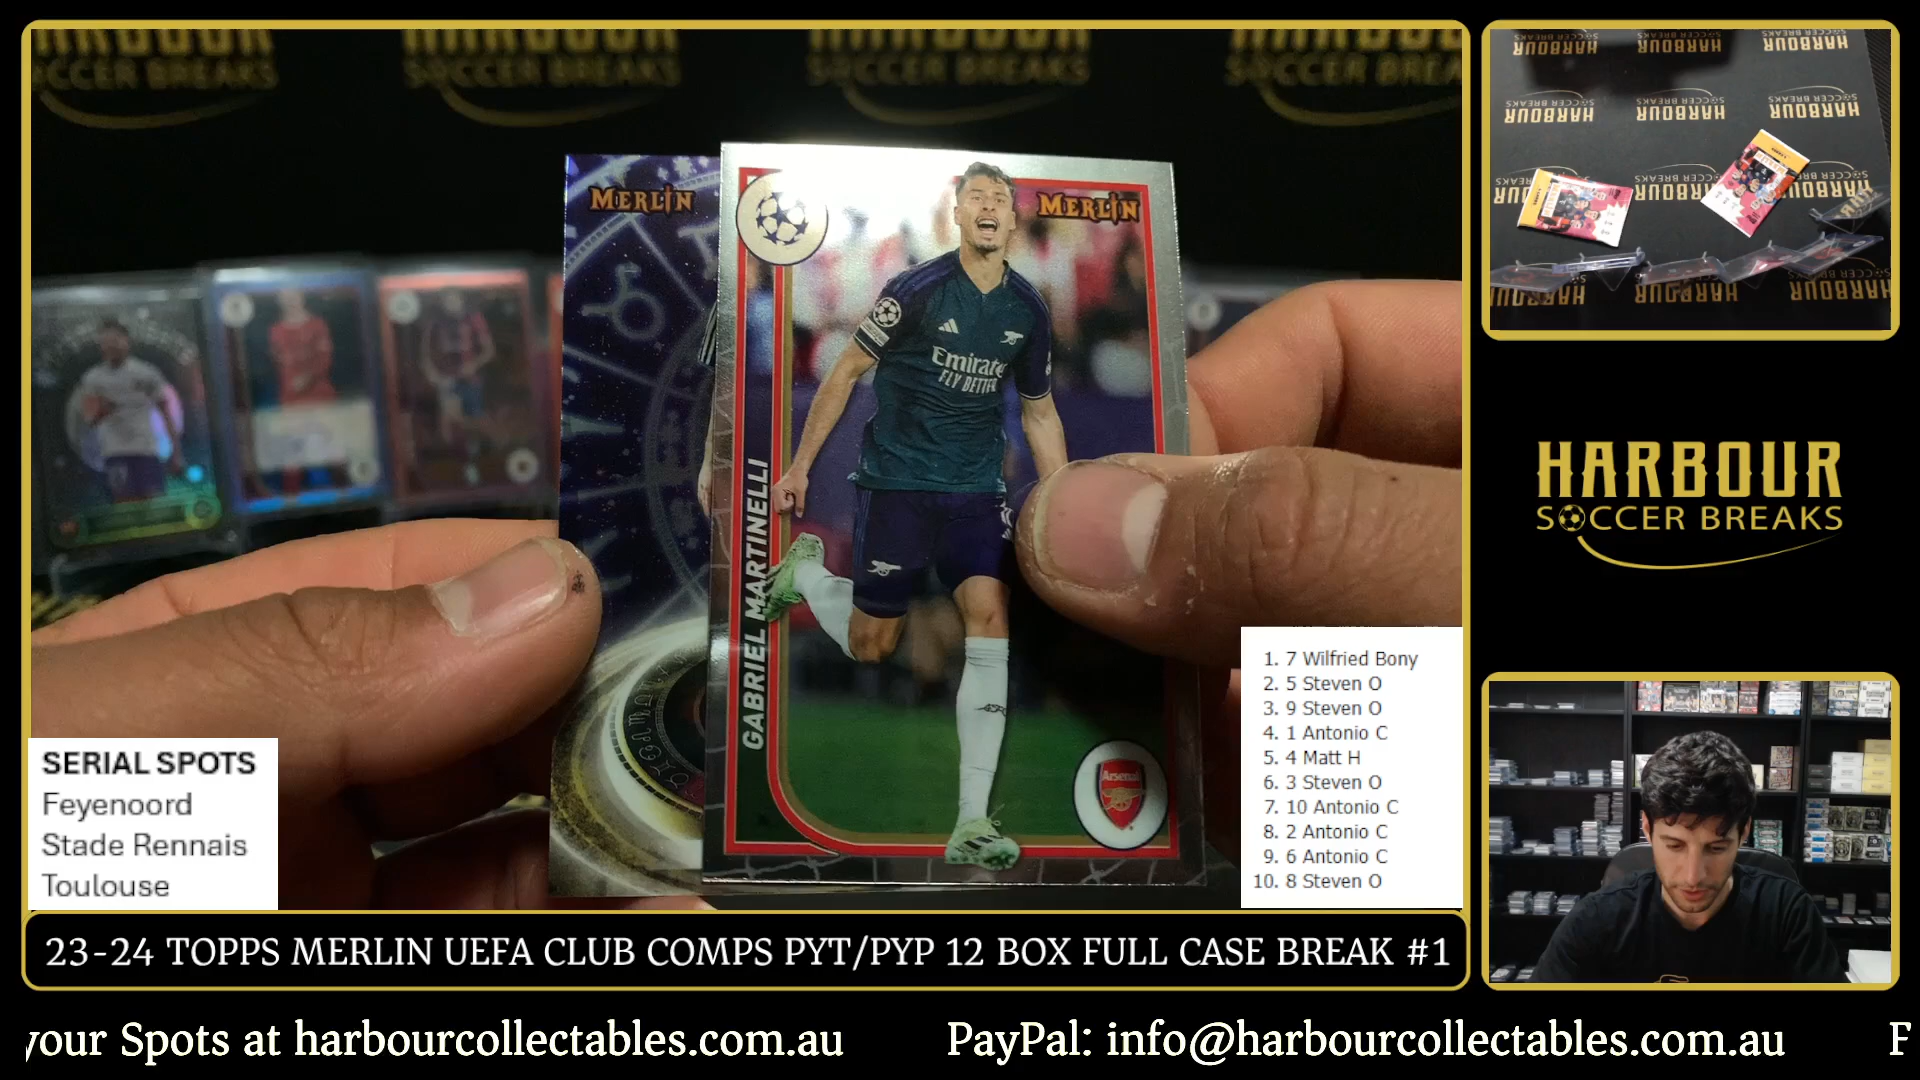 HARBOUR
SOCCER BREAKS
MERLIN
MERLIN
Emirates
FLY BETTER
GABRIEL MARTINELLI
Arsenal
SERIAL SPOTS
Feyenoord
Stade Rennais
Toulouse
1. 7 Wilfried Bony
2. 5 Steven O
3. 9 Steven O
4. 1 Antonio C
5. 4 Matt H
6. 3 Steven O
7. 10 Antonio C
8. 2 Antonio C
9. 6 Antonio C
10. 8 Steven O
HARBOUR
SOCCER BREAKS
23-24 TOPPS MERLIN UEFA CLUB COMPS PYT/PYP 12 BOX FULL CASE BREAK #1
your Spots at harbourcollectables.com.au PayPal: info@harbourcollectables.com.au F